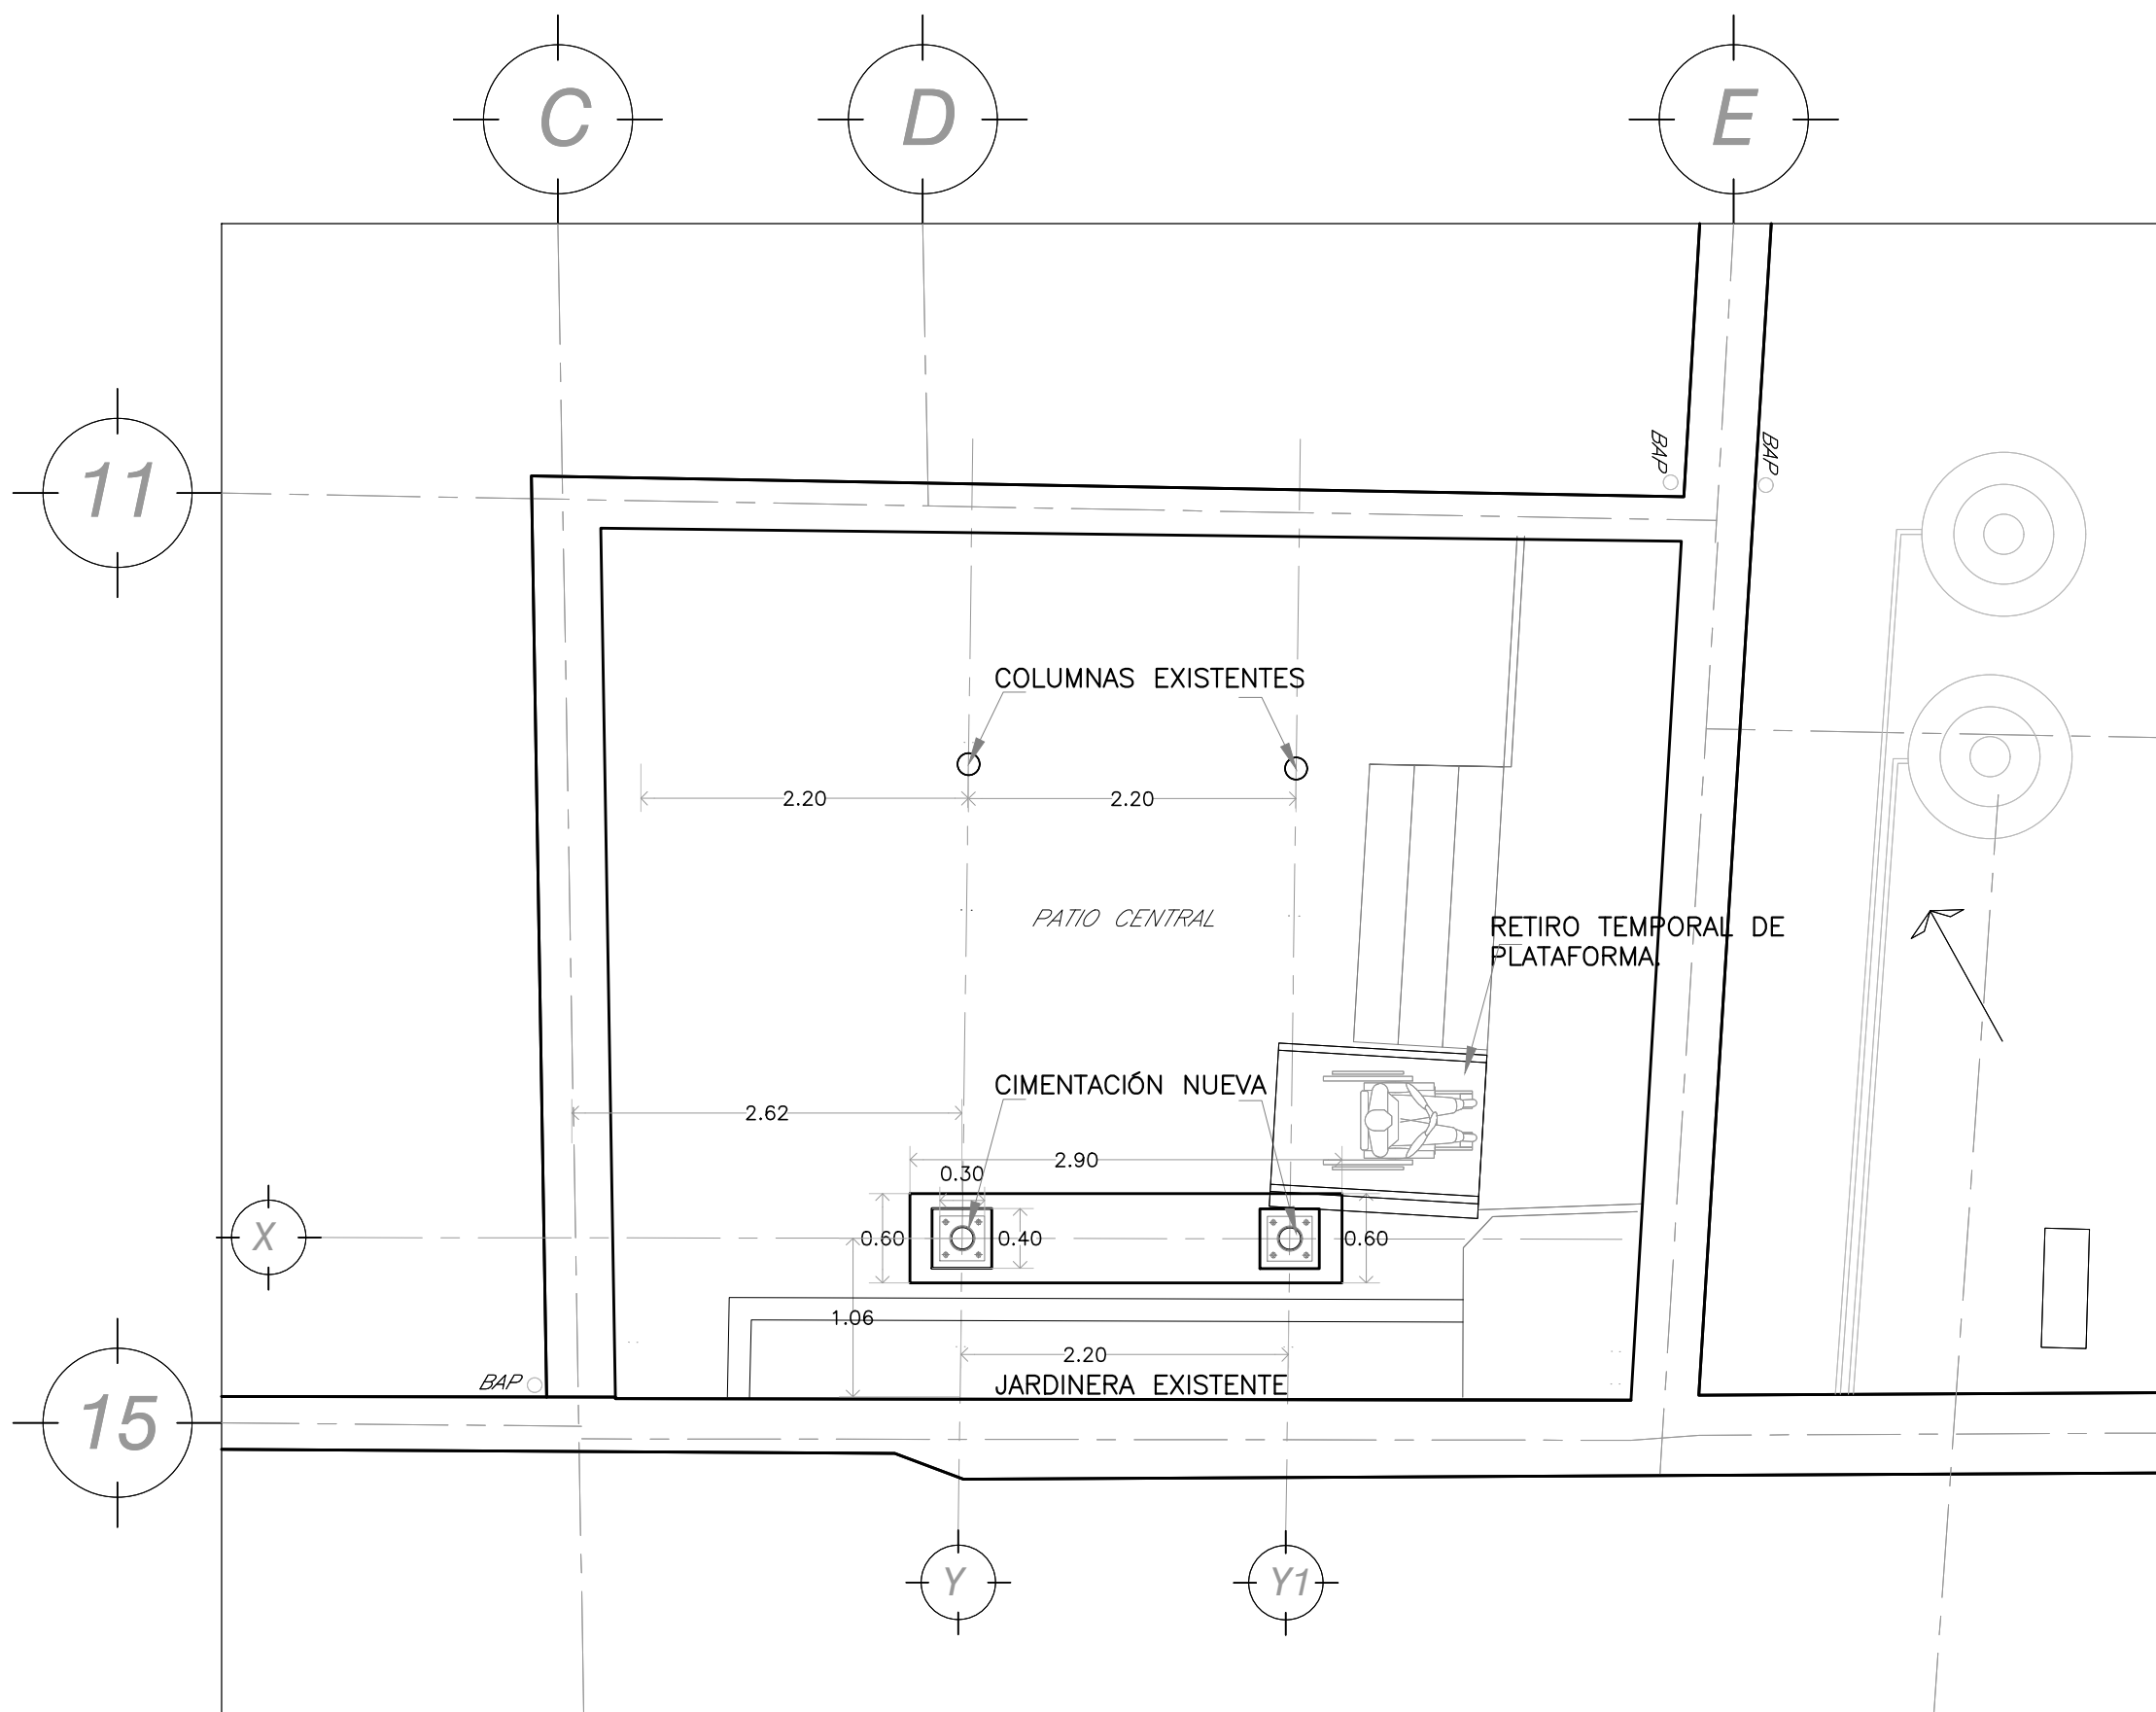 C
D
E
11
BAP
BAP
COLUMNAS EXISTENTES
2.20
2.20
PATIO CENTRAL
RETIRO TEMPORAL DE
PLATAFORMA.
CIMENTACIÓN NUEVA
2.62
2.90
0.30
X
0.60
0.40
0.60
1.06
2.20
BAP
JARDINERA EXISTENTE
15
Y
Y1